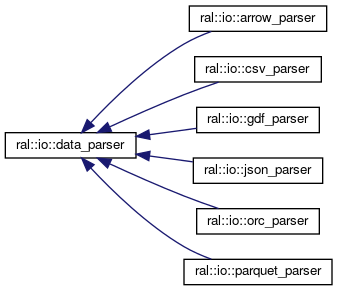 ral::io::arrow_parser
ral::io::csv_parser
ral::io::gdf_parser
ral::io::data_parser
ral::io::json_parser
ral::io::orc_parser
ral::io::parquet_parser